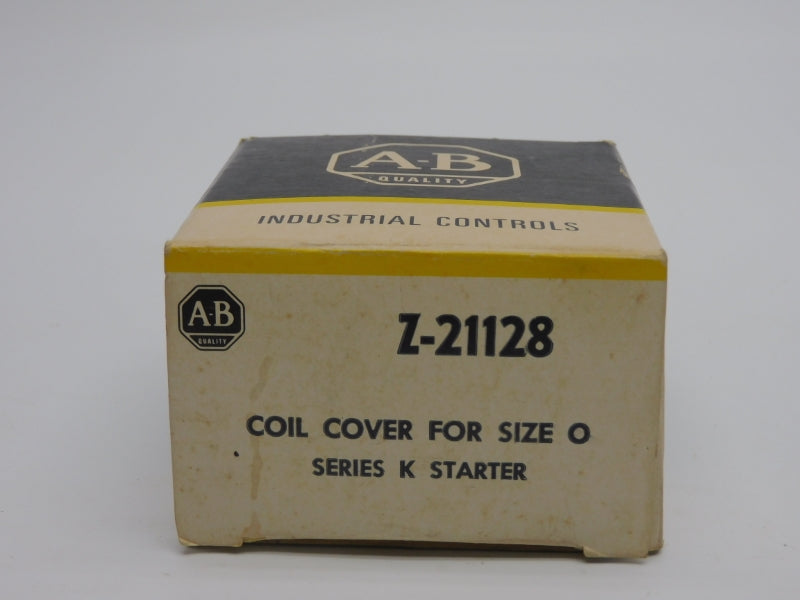 A-B
QUALITY
INDUSTRIAL CONTROLS
A-B
QUALITY
Z-21128
COIL COVER FOR SIZE O
SERIES K STARTER